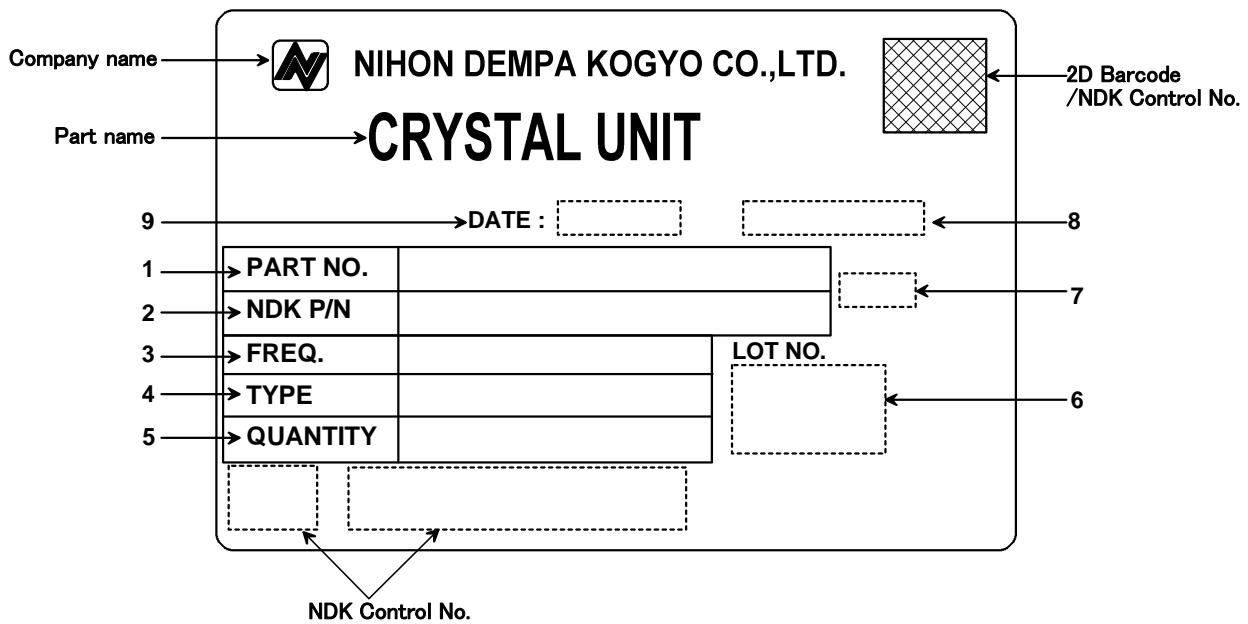 Company name
NIHON DEMPA KOGYO CO.,LTD.
2D Barcode
/NDK Control No.
Part name
CRYSTAL UNIT
9
DATE :
8
1
PART NO.
7
2
NDK P/N
3
FREQ.
LOT NO.
4
TYPE
6
5
QUANTITY
NDK Control No.